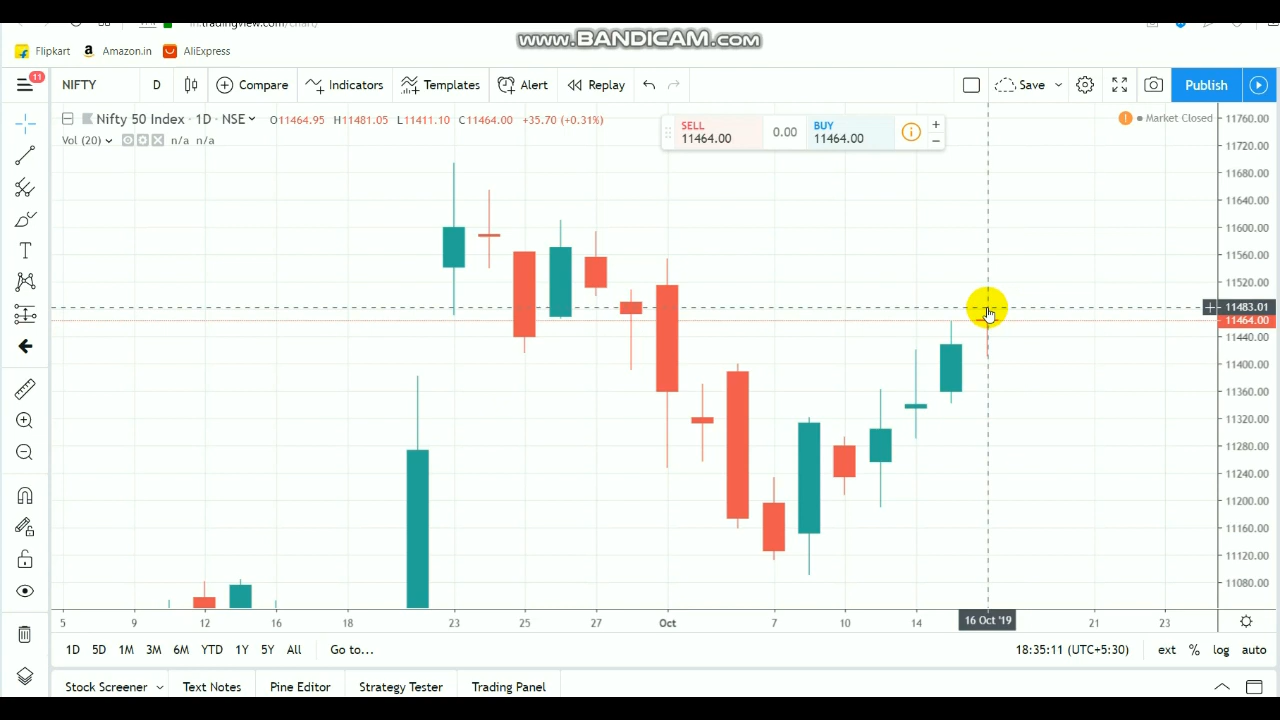 in.tradingview.com/chart/
www.BANDICAM.com
Flipkart Amazon.in AliExpress
11 NIFTY D Compare Indicators Templates Alert Replay Save Publish
Nifty 50 Index · 1D · NSE O11464.95 H11481.05 L11411.10 C11464.00 +35.70 (+0.31%)
Vol (20) n/a n/a
SELL 11464.00 0.00 BUY 11464.00
Market Closed
11760.00
11720.00
11680.00
11640.00
11600.00
11560.00
11520.00
11483.01
11464.00
11440.00
11400.00
11360.00
11320.00
11280.00
11240.00
11200.00
11160.00
11120.00
11080.00
5 9 12 16 18 23 25 27 Oct 7 10 14 16 Oct '19 21 23
1D 5D 1M 3M 6M YTD 1Y 5Y All Go to... 18:35:11 (UTC+5:30) ext % log auto
Stock Screener Text Notes Pine Editor Strategy Tester Trading Panel